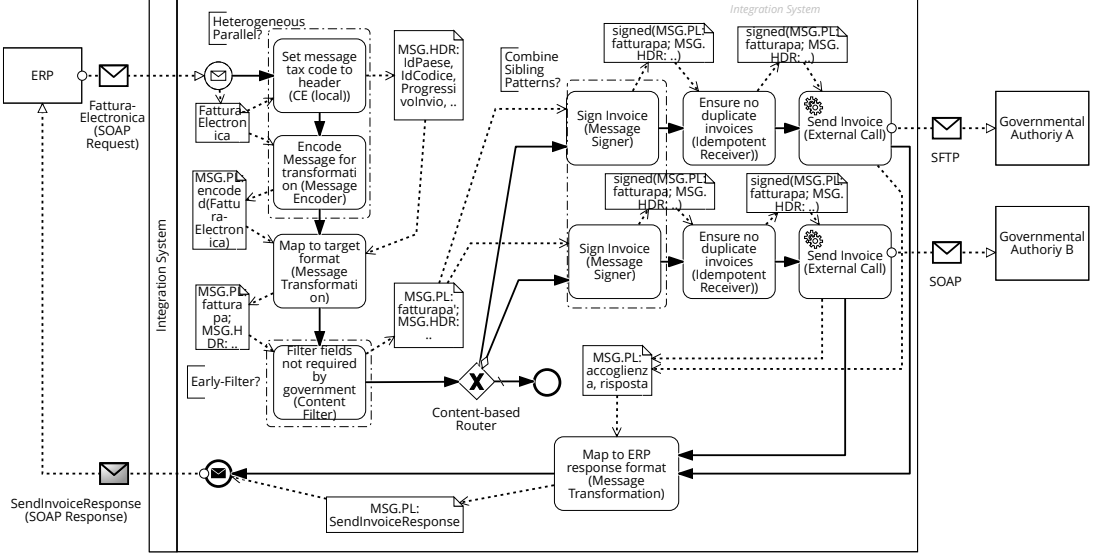 Integration System
Heterogeneous
Parallel?
ERP
Fattura-
Electronica
(SOAP
Request)
Integration System
Set message
tax code to
header
(CE (local))
MSG.HDR:
IdPaese,
IdCodice,
Progressi
voInvio, ..
Fattura-
Electron
ica
Encode
Message for
transformati
on (Message
Encoder)
MSG.PL:
encode
d(Fattu
ra-
Electron
ica)
Map to target
format
(Message
Transformati
on)
MSG.PL:
fattura
pa;
MSG.H
DR: ..
MSG.PL:
fatturapa';
MSG.HDR:
..
Early-Filter?
Filter fields
not required
by
government
(Content
Filter)
Content-based
Router
Combine
Sibling
Patterns?
signed(MSG.PL:
fatturapa; MSG.
HDR: ..)
signed(MSG.PL:
fatturapa; MSG.
HDR: ..)
Sign Invoice
(Message
Signer)
Ensure no
duplicate
invoices
(Idempotent
Receiver))
Send Invoice
(External Call)
SFTP
Governmental
Authoriy A
signed(MSG.PL:
fatturapa; MSG.
HDR: ..)
signed(MSG.PL:
fatturapa; MSG.
HDR: ..)
Sign Invoice
(Message
Signer)
Ensure no
duplicate
invoices
(Idempotent
Receiver))
Send Invoice
(External Call)
SOAP
Governmental
Authoriy B
MSG.PL:
accoglienz
a, risposta
Map to ERP
response format
(Message
Transformation)
MSG.PL:
SendInvoiceResponse
SendInvoiceResponse
(SOAP Response)